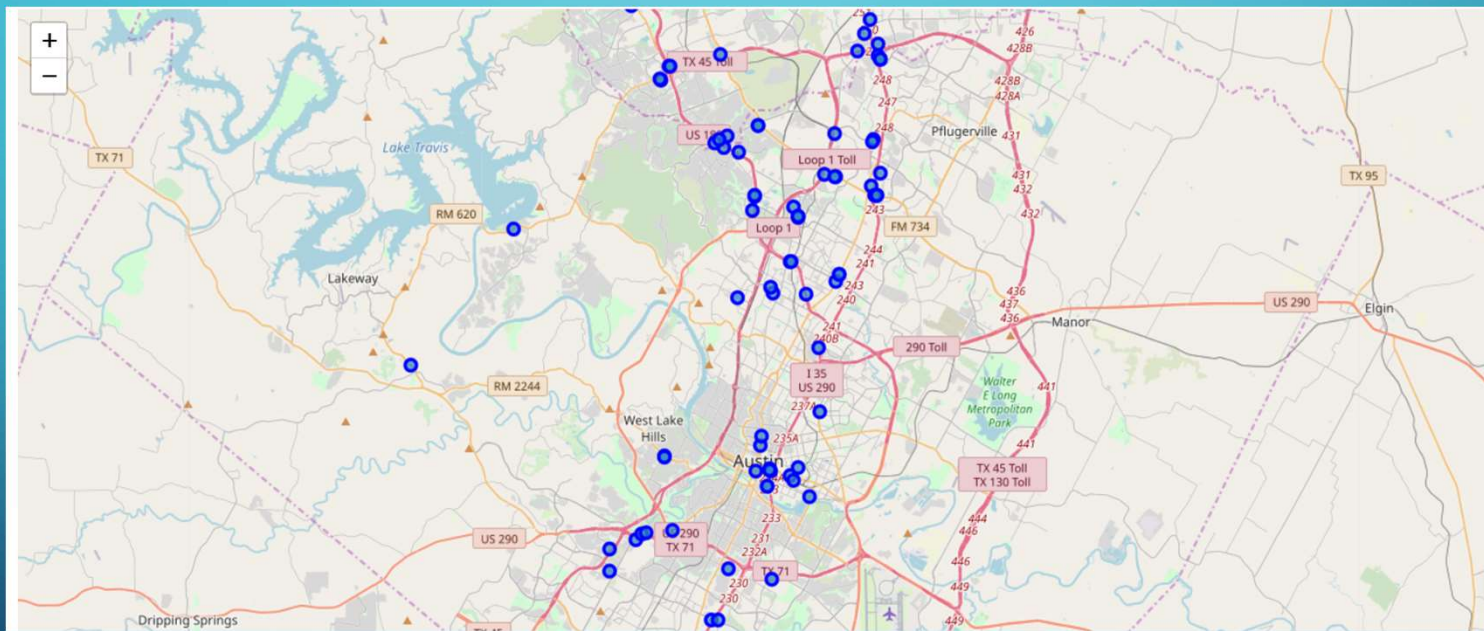 +
−
426
428B
TX 45 Toll
428B
428A
248
247
248
Pflugerville
431
US 18
Lake Travis
Loop 1 Toll
TX 71
431
432
TX 95
RM 620
243
432
FM 734
Loop 1
244
241
Lakeway
243
240
436
437
436
US 290
Elgin
Manor
241
240B
290 Toll
I 35
US 290
RM 2244
Walter
E Long
Metropolitan
Park
441
237A
West Lake
Hills
235A
441
Austin
TX 45 Toll
TX 130 Toll
233
444
446
US 290
290
TX 71
231
232A
446
TX 71
230
449
230
Dripping Springs
449